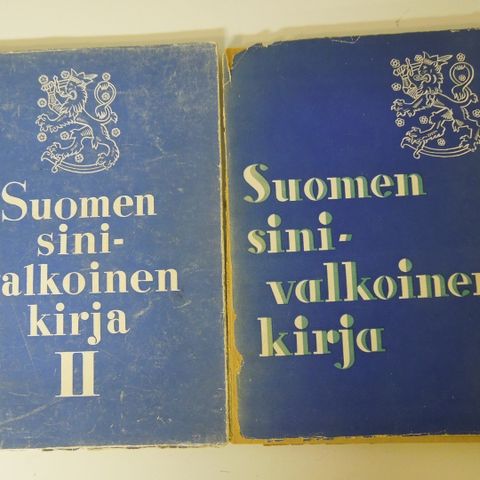 Suomen
sini-
valkoinen
kirja
II
Suomen
sini-
valkoinen
kirja